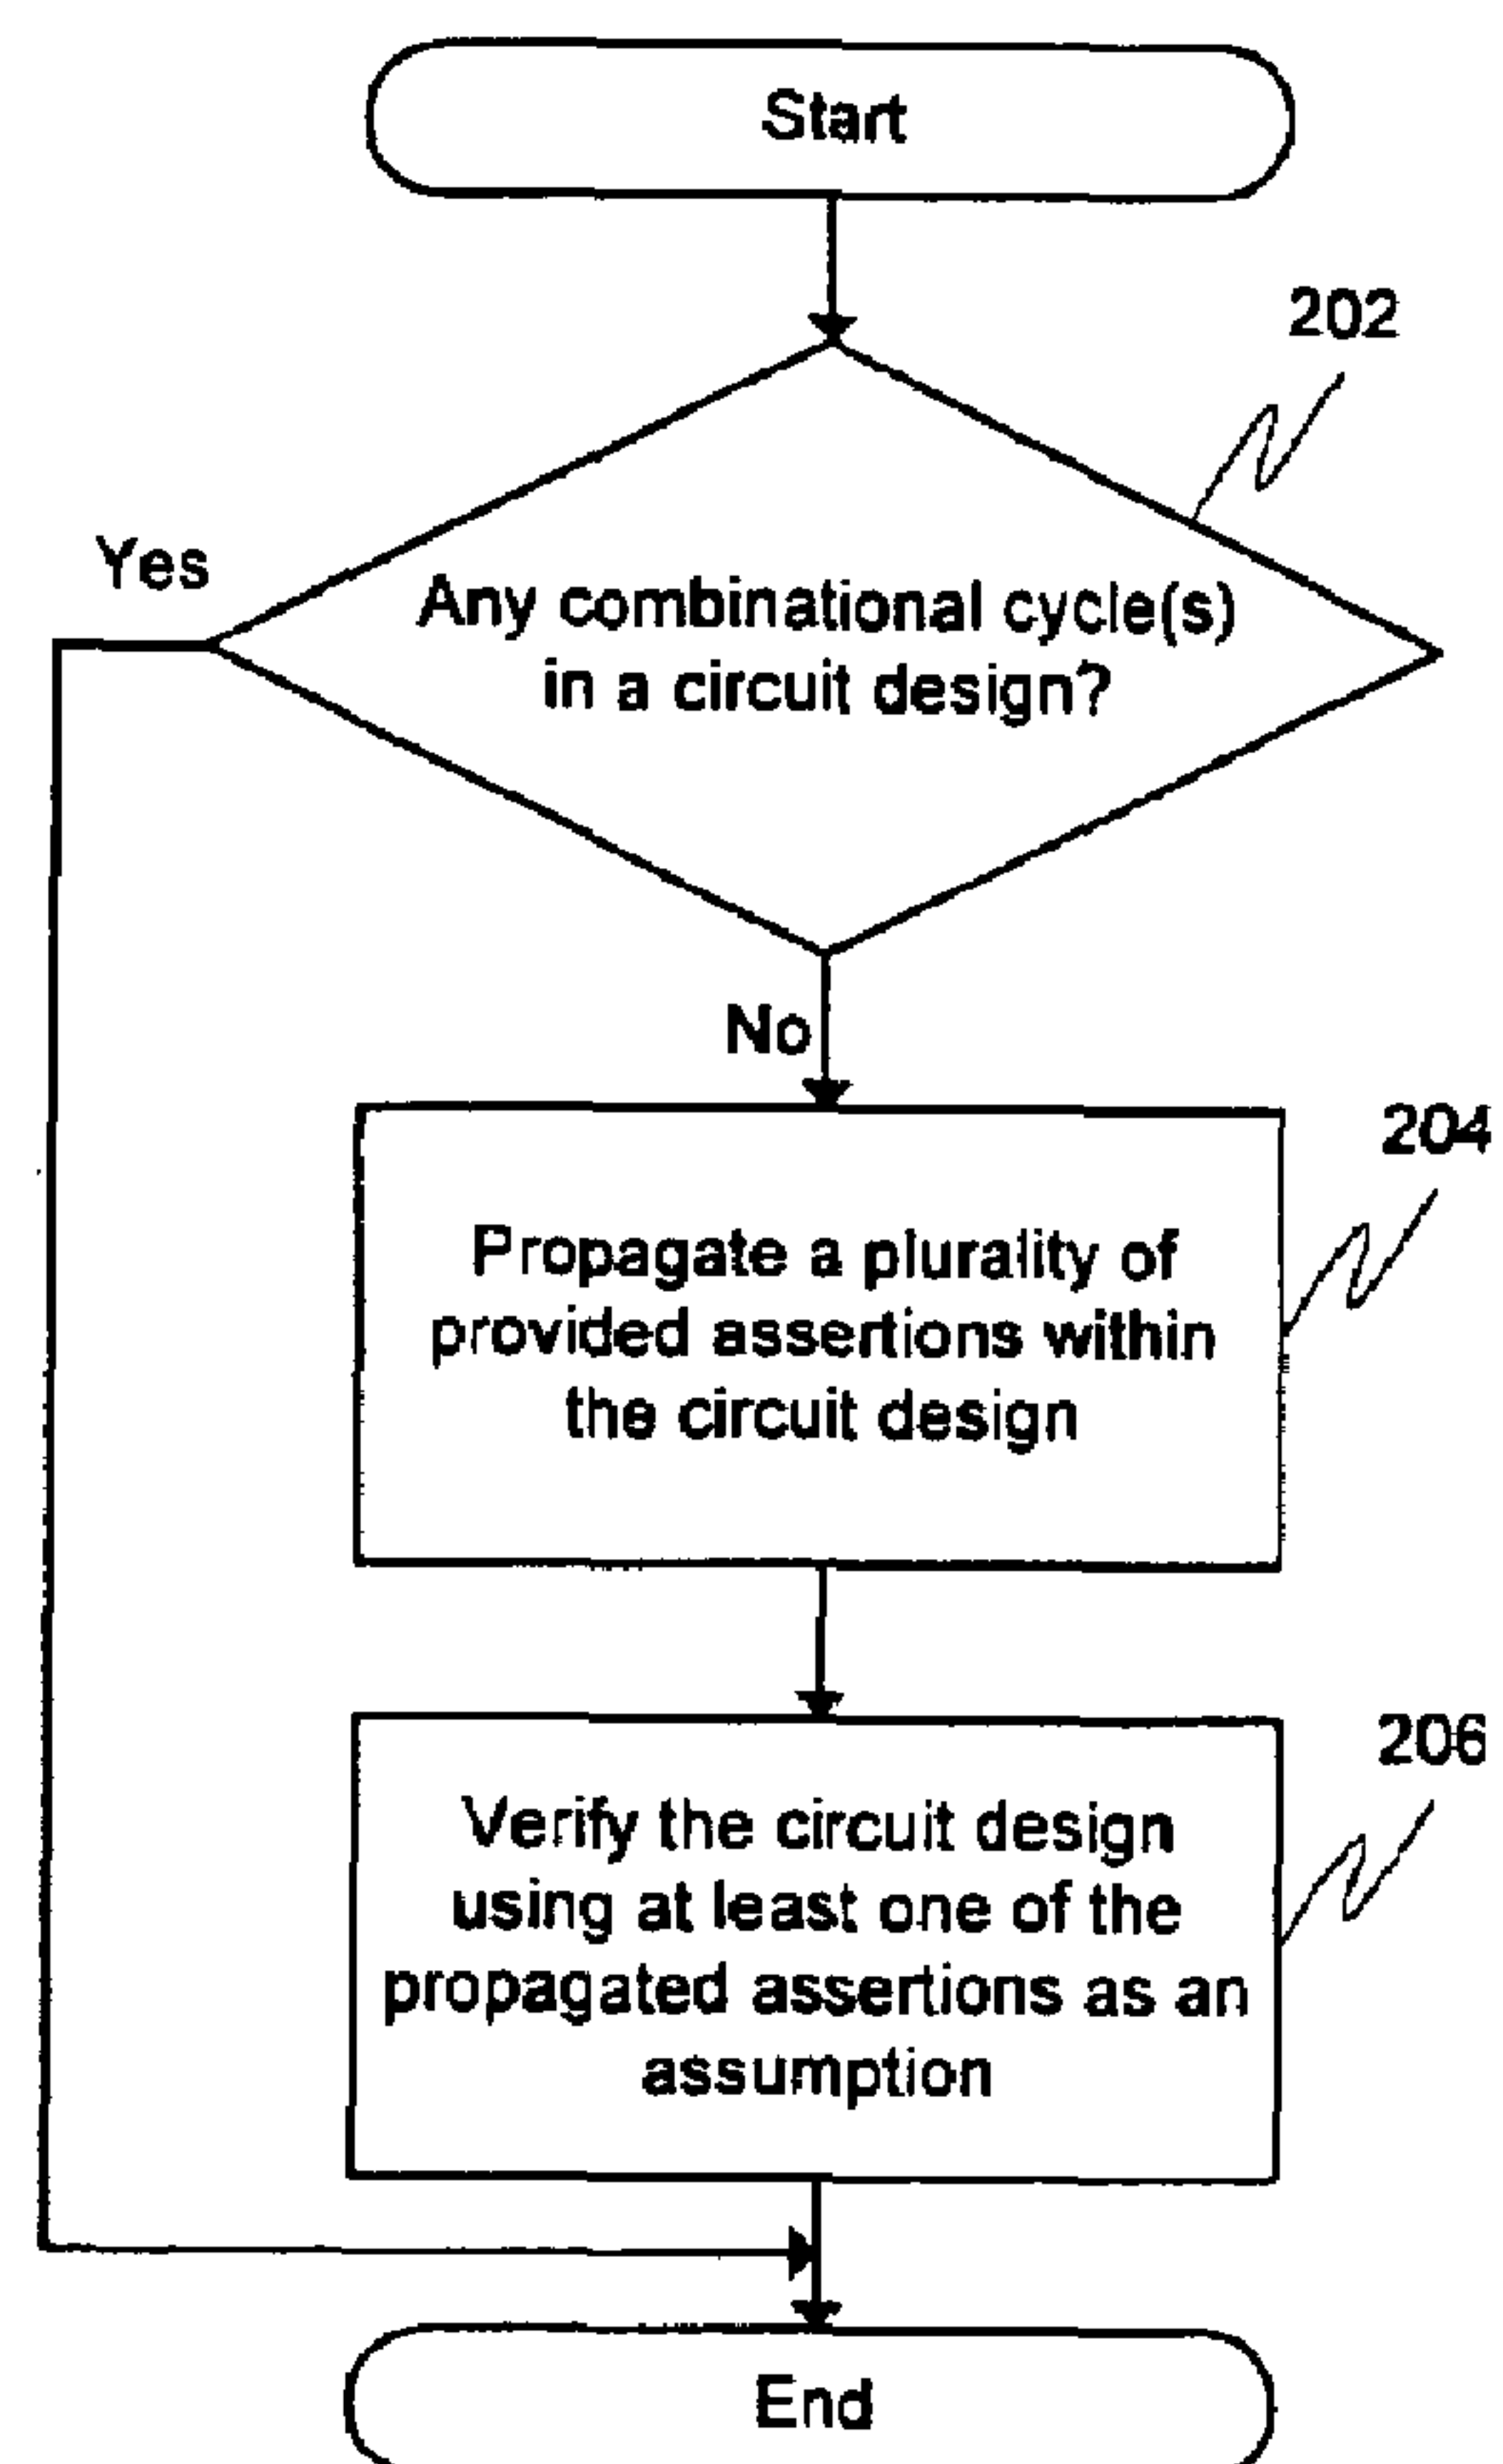 Start
202
Yes
Any combinational cycle(s)
in a circuit design?
No
204
Propagate a plurality of
provided assertions within
the circuit design
206
Verify the circuit design
using at least one of the
propagated assertions as an
assumption
End